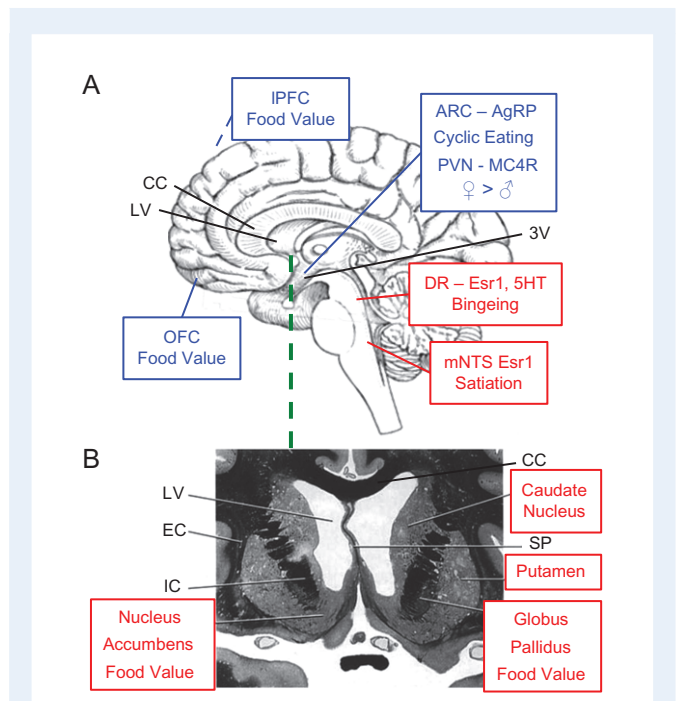 A
lPFC
Food Value
ARC – AgRP
Cyclic Eating
PVN - MC4R
♀ > ♂
CC
LV
3V
DR – Esr1, 5HT
Bingeing
OFC
Food Value
mNTS Esr1
Satiation
B
CC
LV
Caudate
Nucleus
EC
SP
Putamen
IC
Nucleus
Accumbens
Food Value
Globus
Pallidus
Food Value